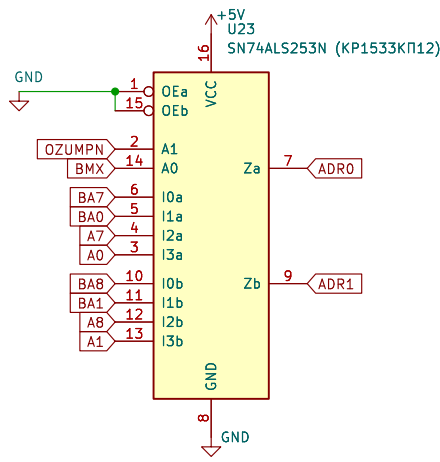 +5V
U23
SN74ALS253N (КР1533КП12)
GND
16
VCC
1
OEa
15
OEb
OZUMPN
2
A1
BMX
14
A0
Za
7
ADR0
BA7
6
I0a
BA0
5
I1a
A7
4
I2a
A0
3
I3a
BA8
10
I0b
Zb
9
ADR1
BA1
11
I1b
A8
12
I2b
A1
13
I3b
GND
8
GND